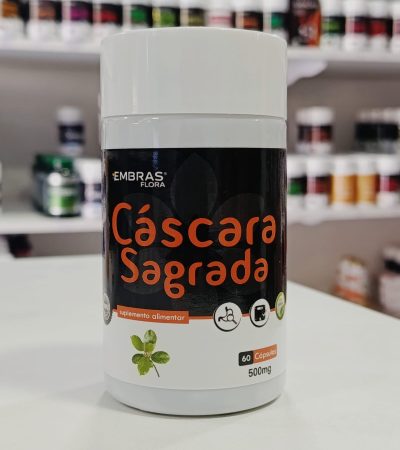 EMBRAS®
FLORA
Cáscara
Sagrada
suplemento alimentar
60 Cápsulas
500mg